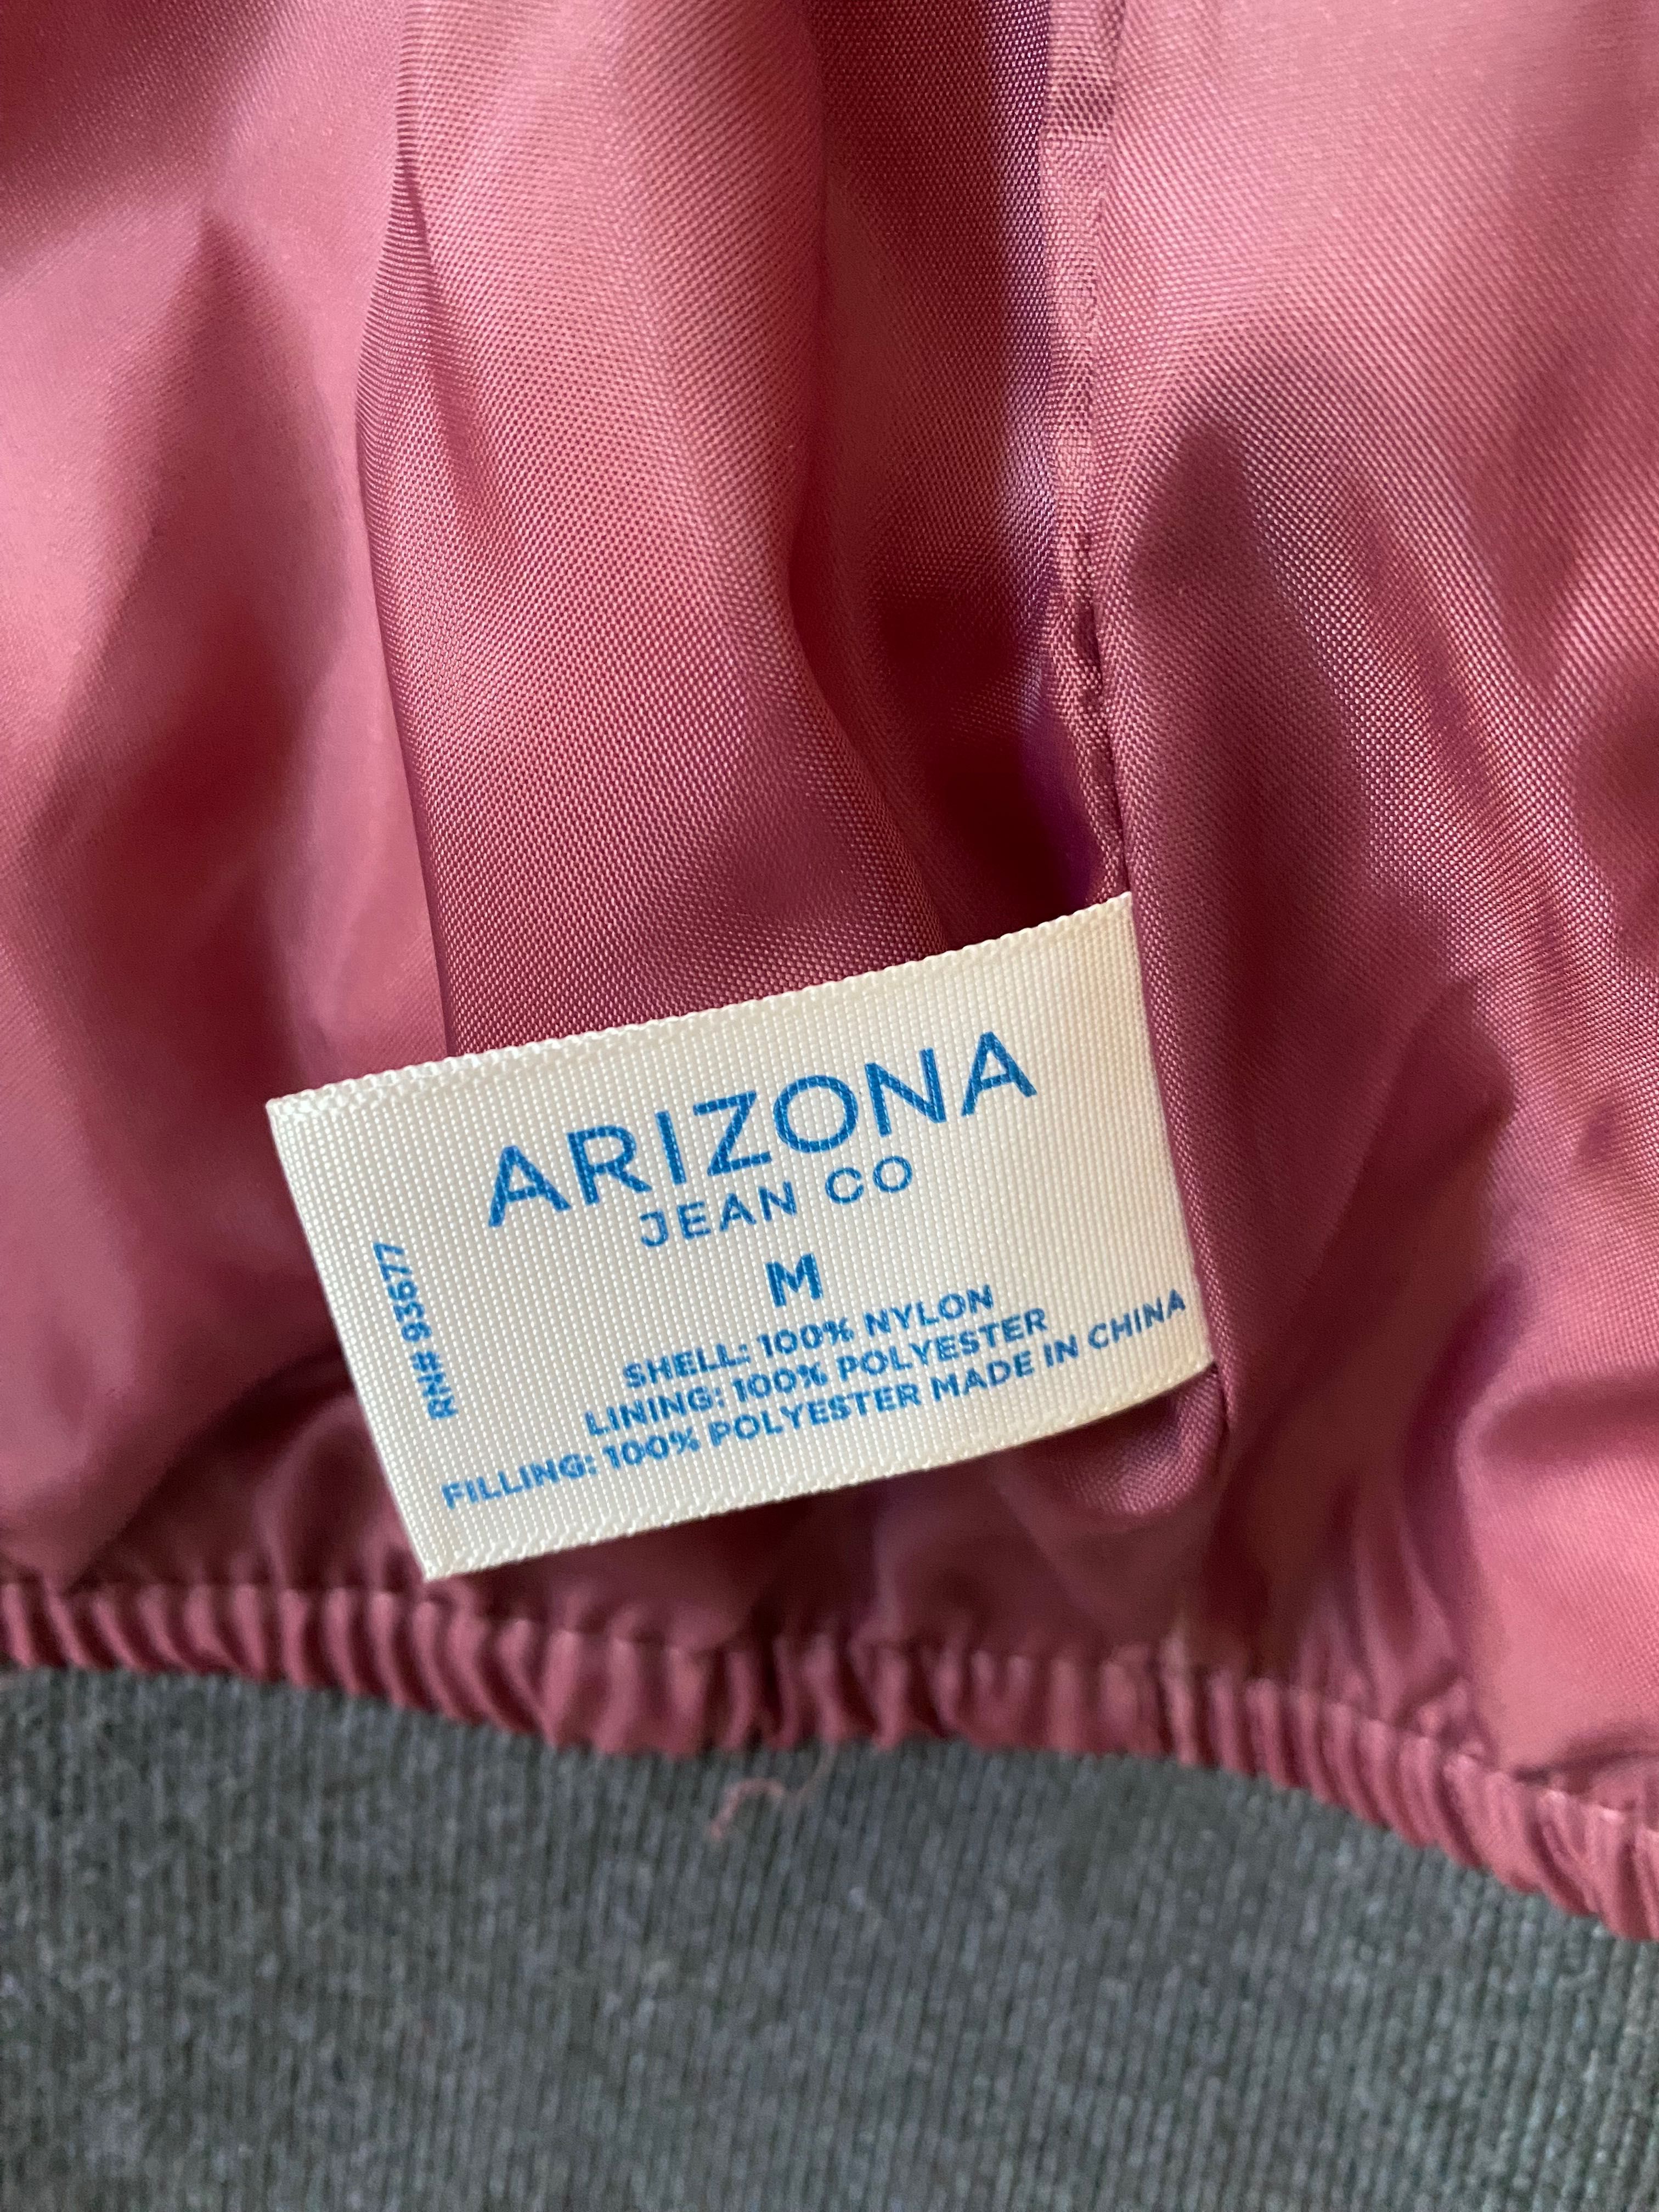 ARIZONA
JEAN CO
M
SHELL: 100% NYLON
LINING: 100% POLYESTER
FILLING: 100% POLYESTER MADE IN CHINA
RN# 93677